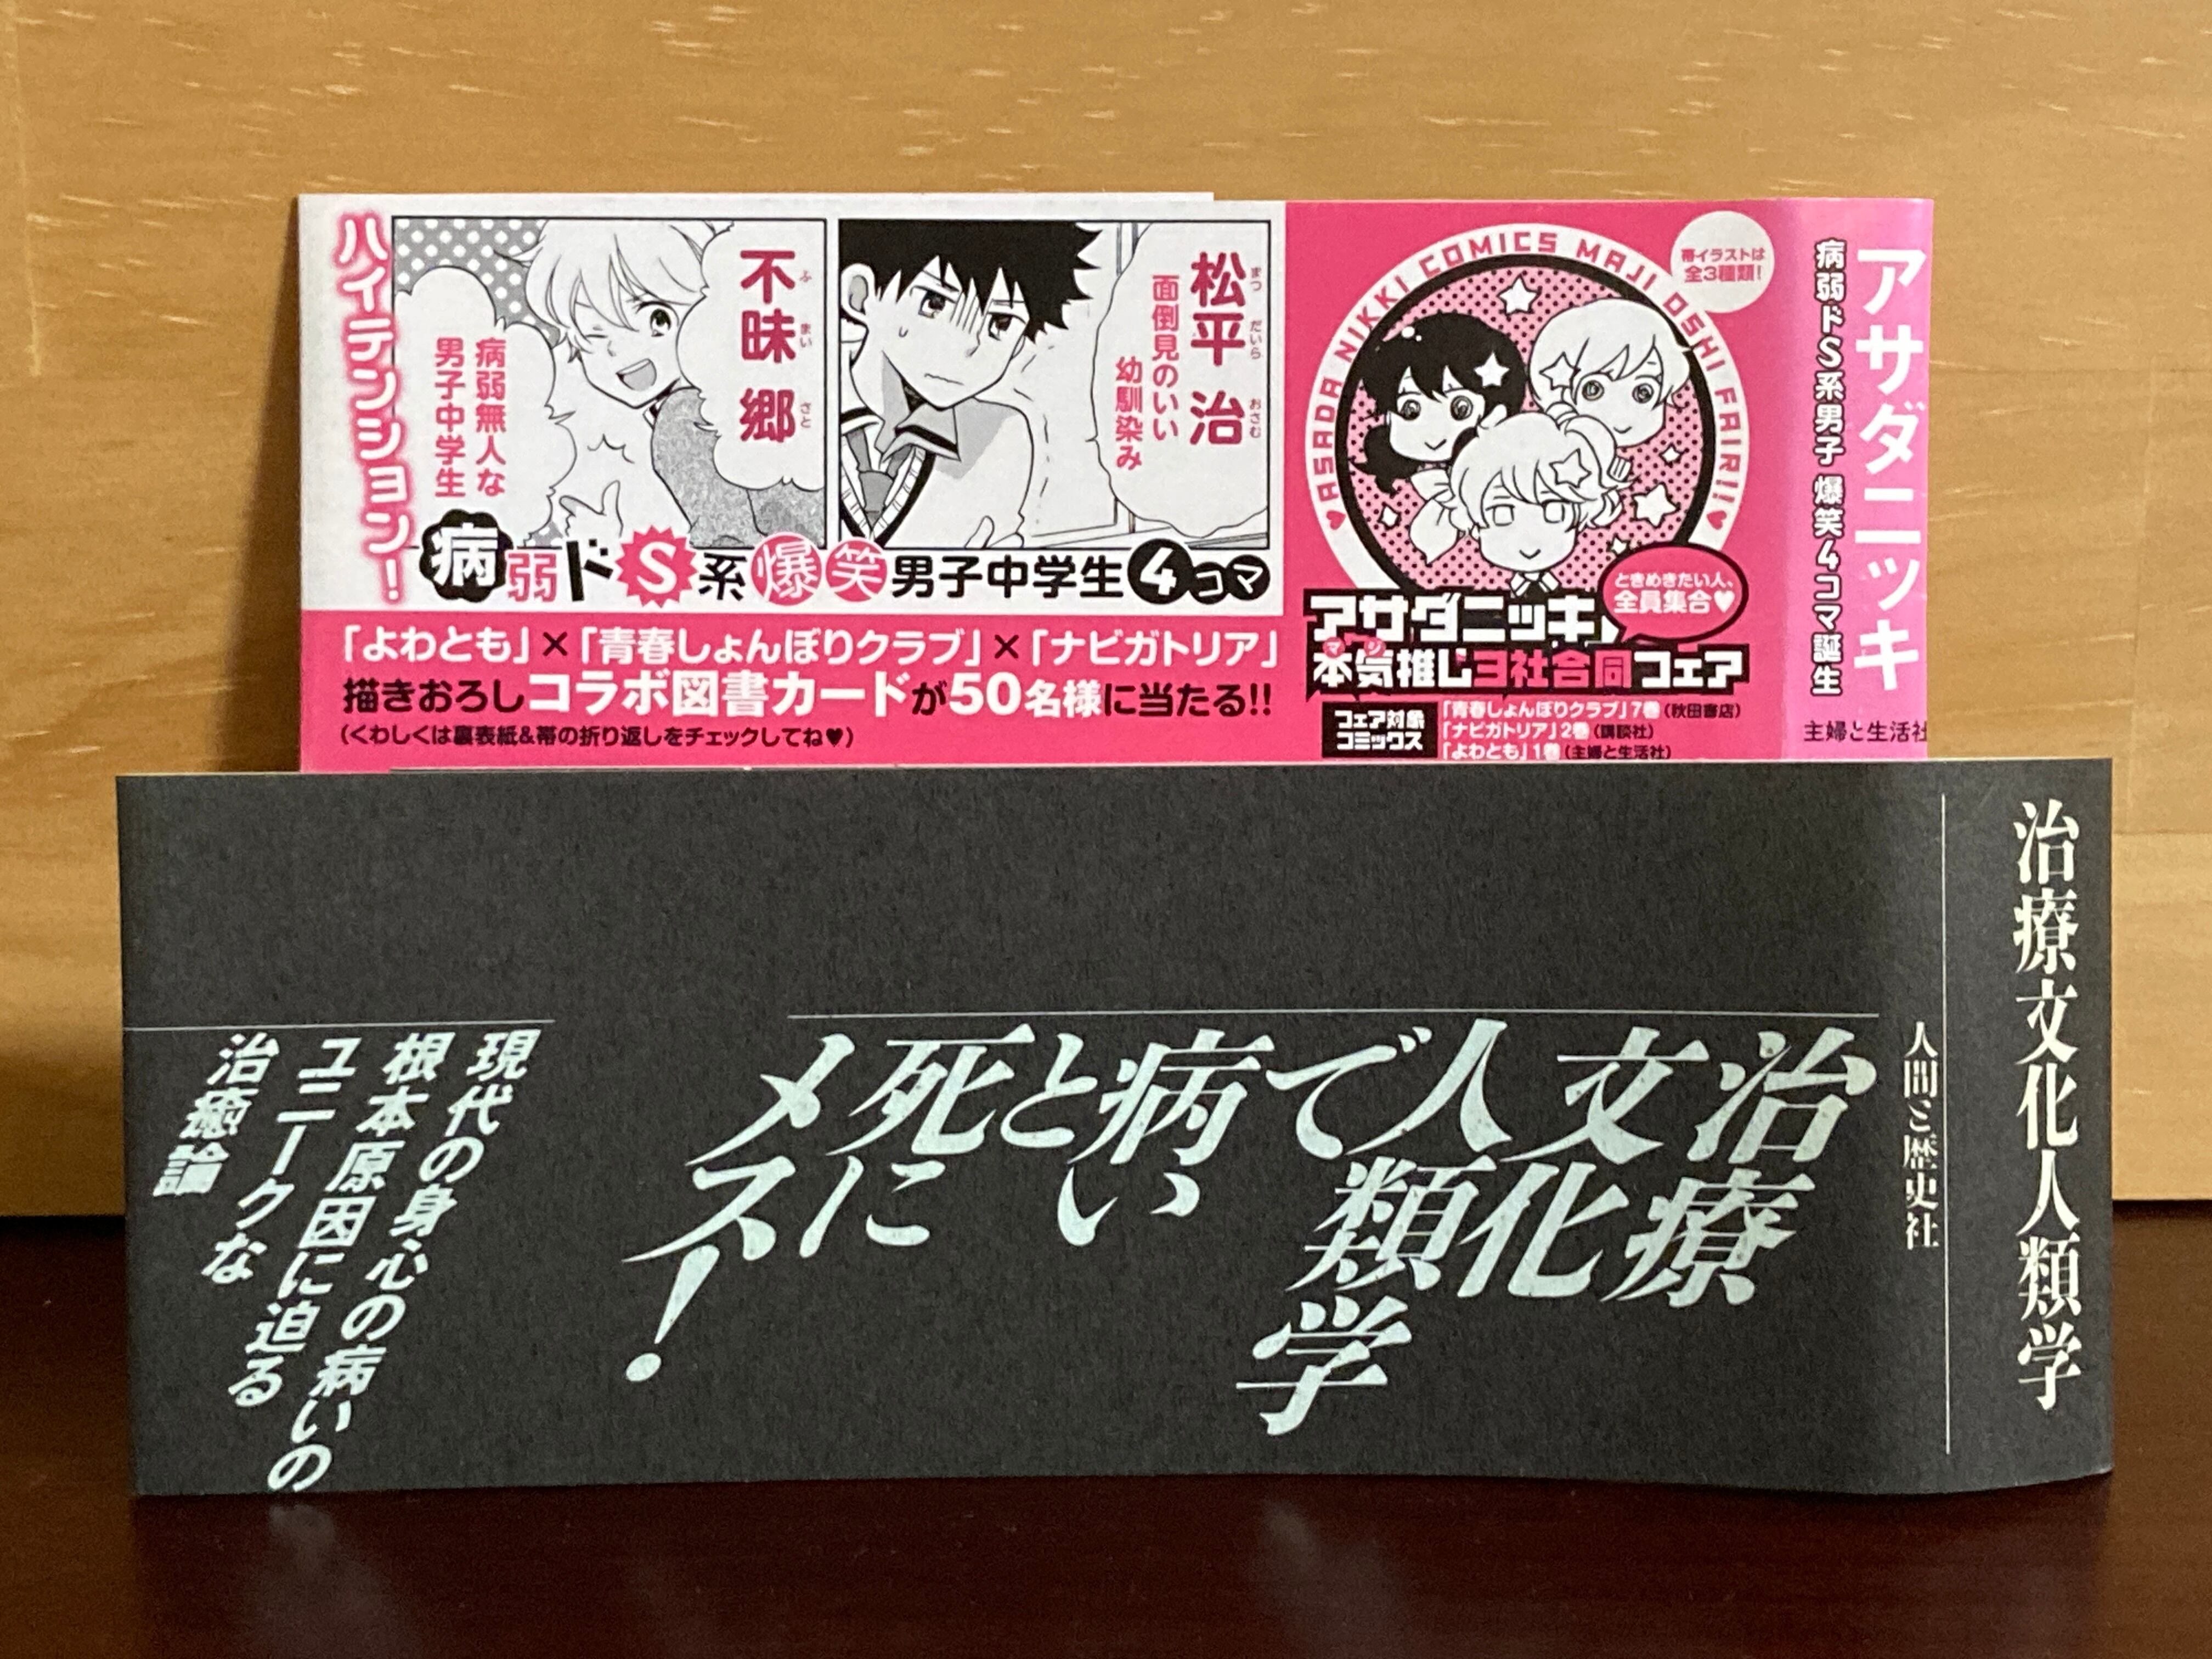 アサダニッキ
病弱ドS系男子 爆笑4コマ誕生
主婦と生活社
帯イラストは
全3種類!
♥ASADA NIKKI COMICS MAJI OSHI FAIR!!♥
ときめきたい人、
全員集合♥
アサダニッキ
本気推し3社合同フェア
マジ
フェア対象
コミックス
「青春しょんぼりクラブ」7巻(秋田書店)
「ナビガトリア」2巻(講談社)
「よわとも」1巻(主婦と生活社)
松平 治
まつ だいら おさむ
面倒見のいい
幼馴染み
不昧 郷
ふ まい さと
病弱無人な
男子中学生
ハイテンション!
病弱ドS系爆笑男子中学生4コマ
「よわとも」×「青春しょんぼりクラブ」×「ナビガトリア」
描きおろしコラボ図書カードが50名様に当たる!!
(くわしくは裏表紙&帯の折り返しをチェックしてね♥)
治療文化人類学
人間と歴史社
治療
文化
人類学
で
病い
と
死に
メス!
現代の身心の病いの
根本原因に迫る
ユニークな
治癒論